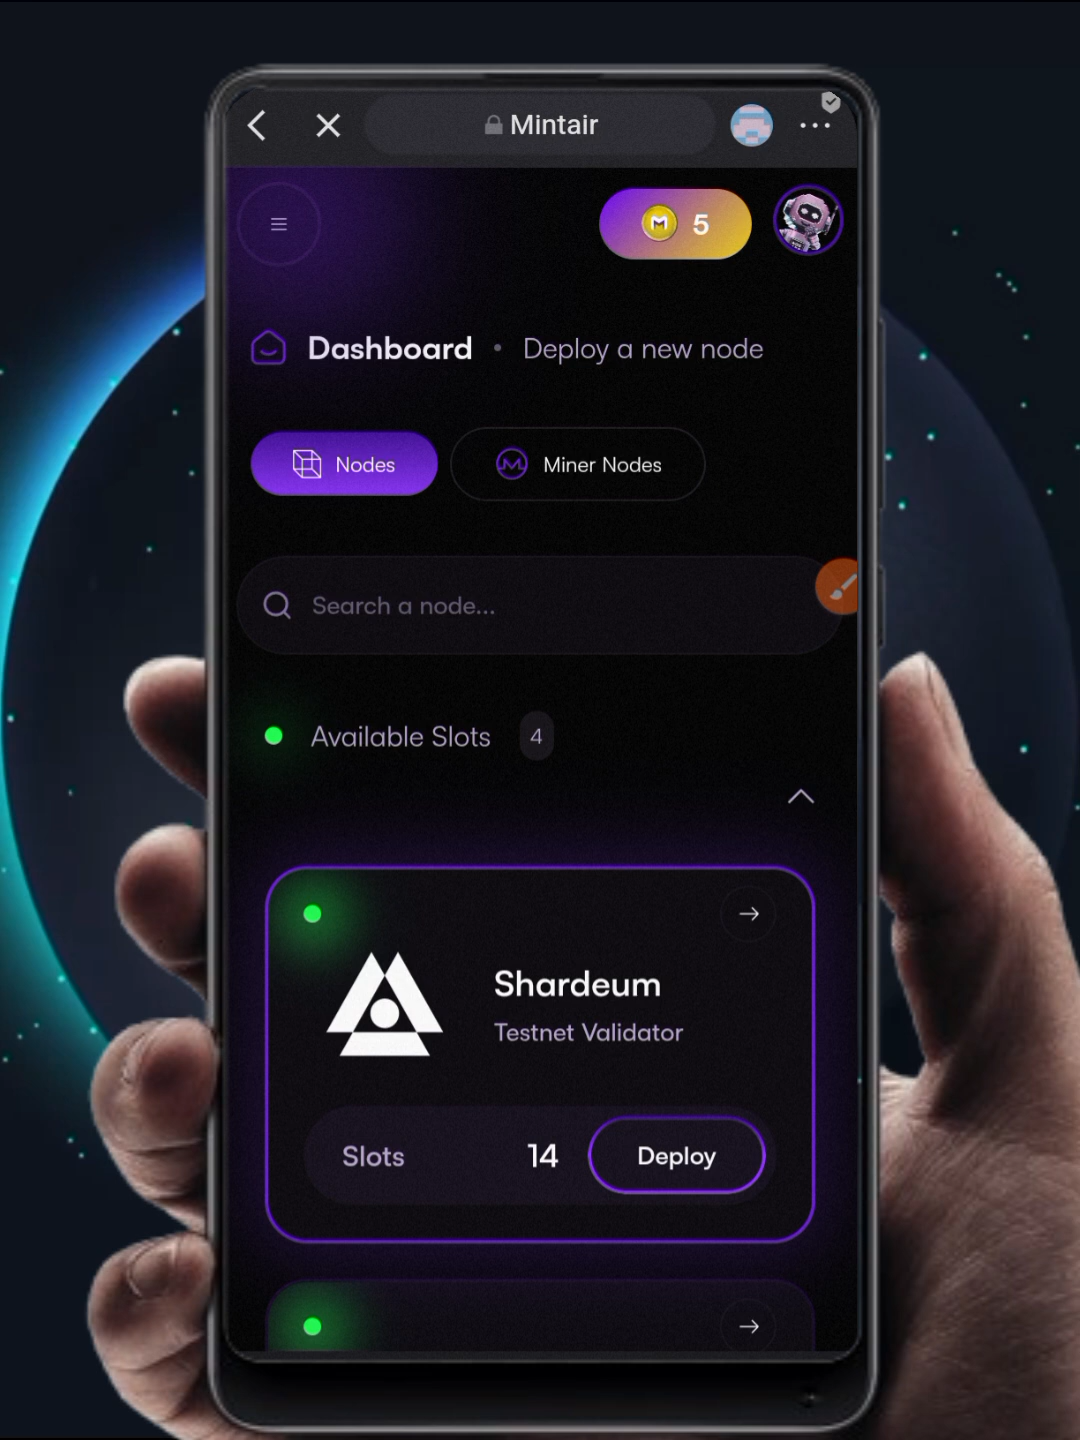 Mintair
5
Dashboard • Deploy a new node
Nodes
Miner Nodes
Search a node...
Available Slots 4
Shardeum
Testnet Validator
Slots 14 Deploy